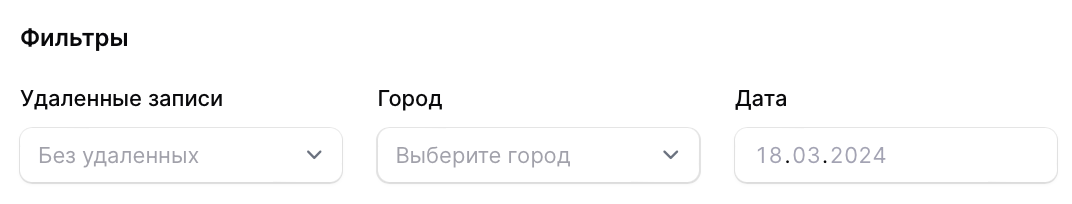 Фильтры
Удаленные записи
Город
Дата
Без удаленных
Выберите город
18.03.2024